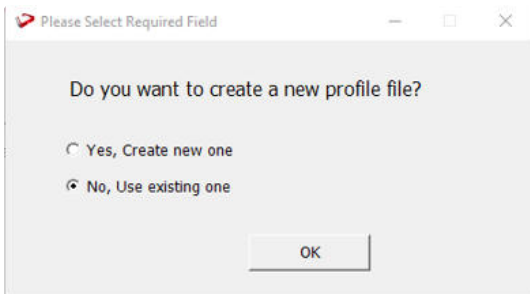 Please Select Required Field
Do you want to create a new profile file?
Yes, Create new one
No, Use existing one
OK